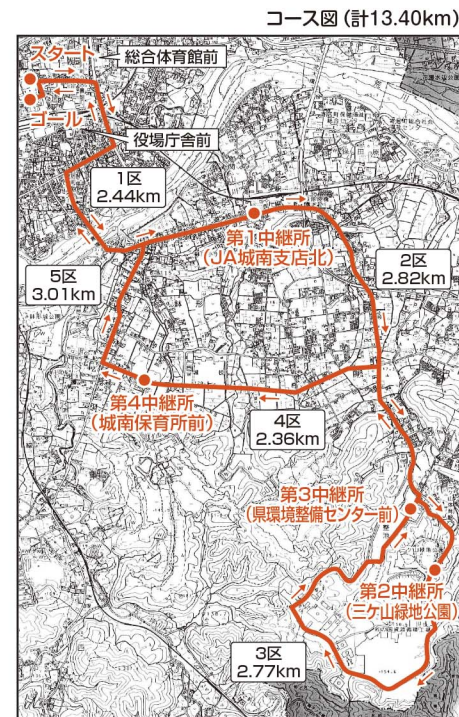 コース図(計13.40km)
スタート
総合体育館前
ゴール
役場庁舎前
1区
2.44km
第1中継所
(JA城南支店北)
2区
2.82km
5区
3.01km
第4中継所
(城南保育所前)
4区
2.36km
第3中継所
(県環境整備センター前)
第2中継所
(三ケ山緑地公園)
3区
2.77km